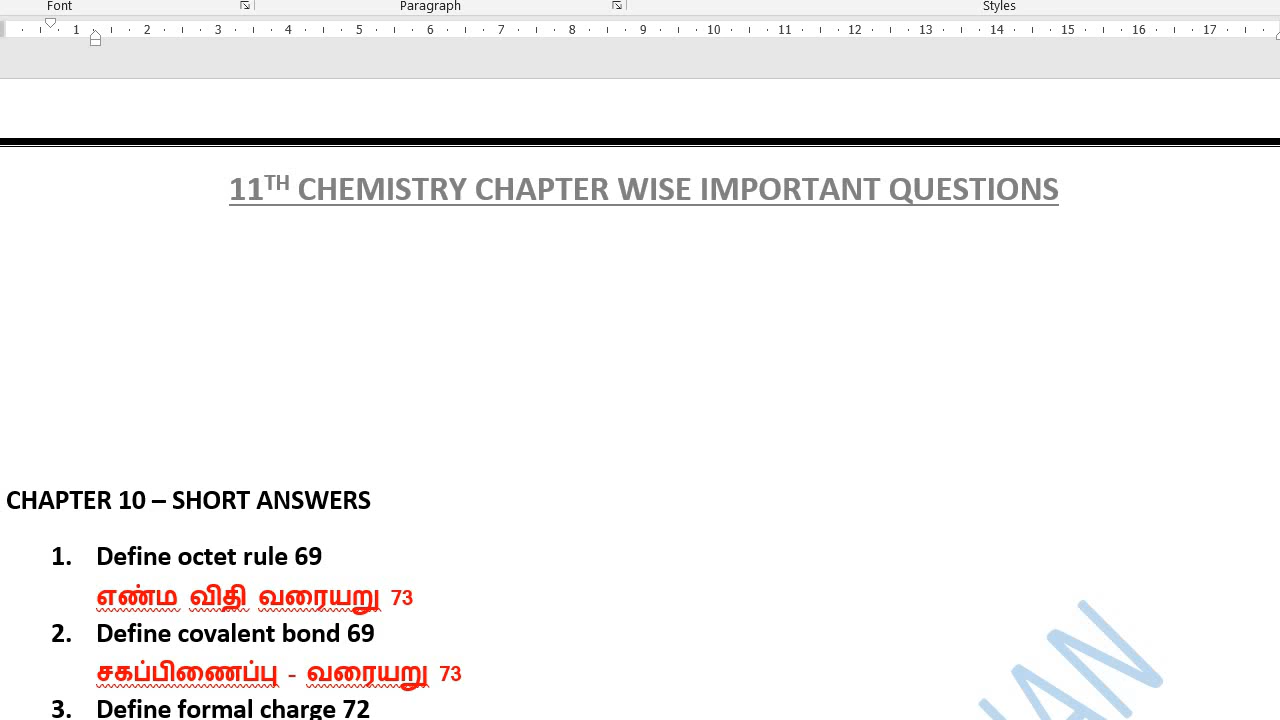 Font Paragraph Styles
1 2 3 4 5 6 7 8 9 10 11 12 13 14 15 16 17
11TH CHEMISTRY CHAPTER WISE IMPORTANT QUESTIONS
CHAPTER 10 – SHORT ANSWERS
1. Define octet rule 69
எண்ம விதி வரையறு 73
2. Define covalent bond 69
சகப்பிணைப்பு - வரையறு 73
3. Define formal charge 72